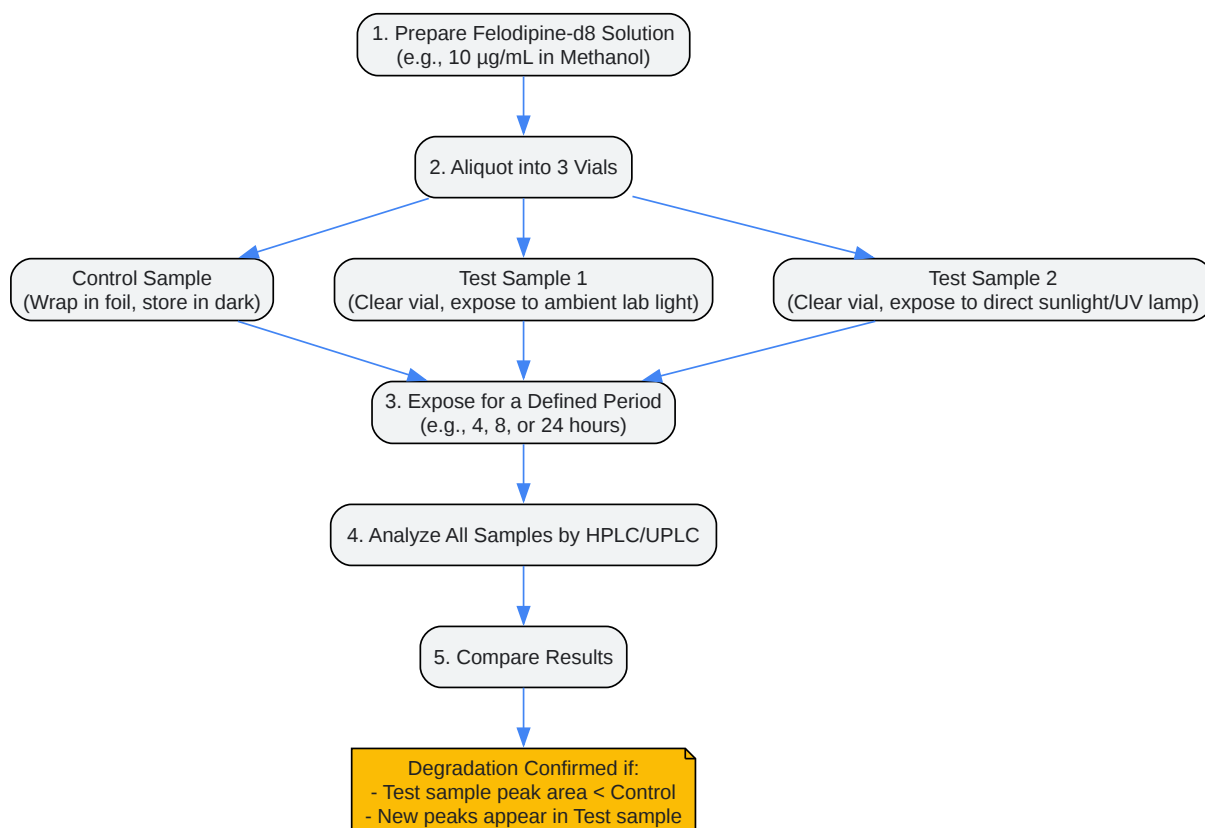 1. Prepare Felodipine-d8 Solution
(e.g., 10 µg/mL in Methanol)
2. Aliquot into 3 Vials
Control Sample
(Wrap in foil, store in dark)
Test Sample 1
(Clear vial, expose to ambient lab light)
Test Sample 2
(Clear vial, expose to direct sunlight/UV lamp)
3. Expose for a Defined Period
(e.g., 4, 8, or 24 hours)
4. Analyze All Samples by HPLC/UPLC
5. Compare Results
Degradation Confirmed if:
- Test sample peak area < Control
- New peaks appear in Test sample